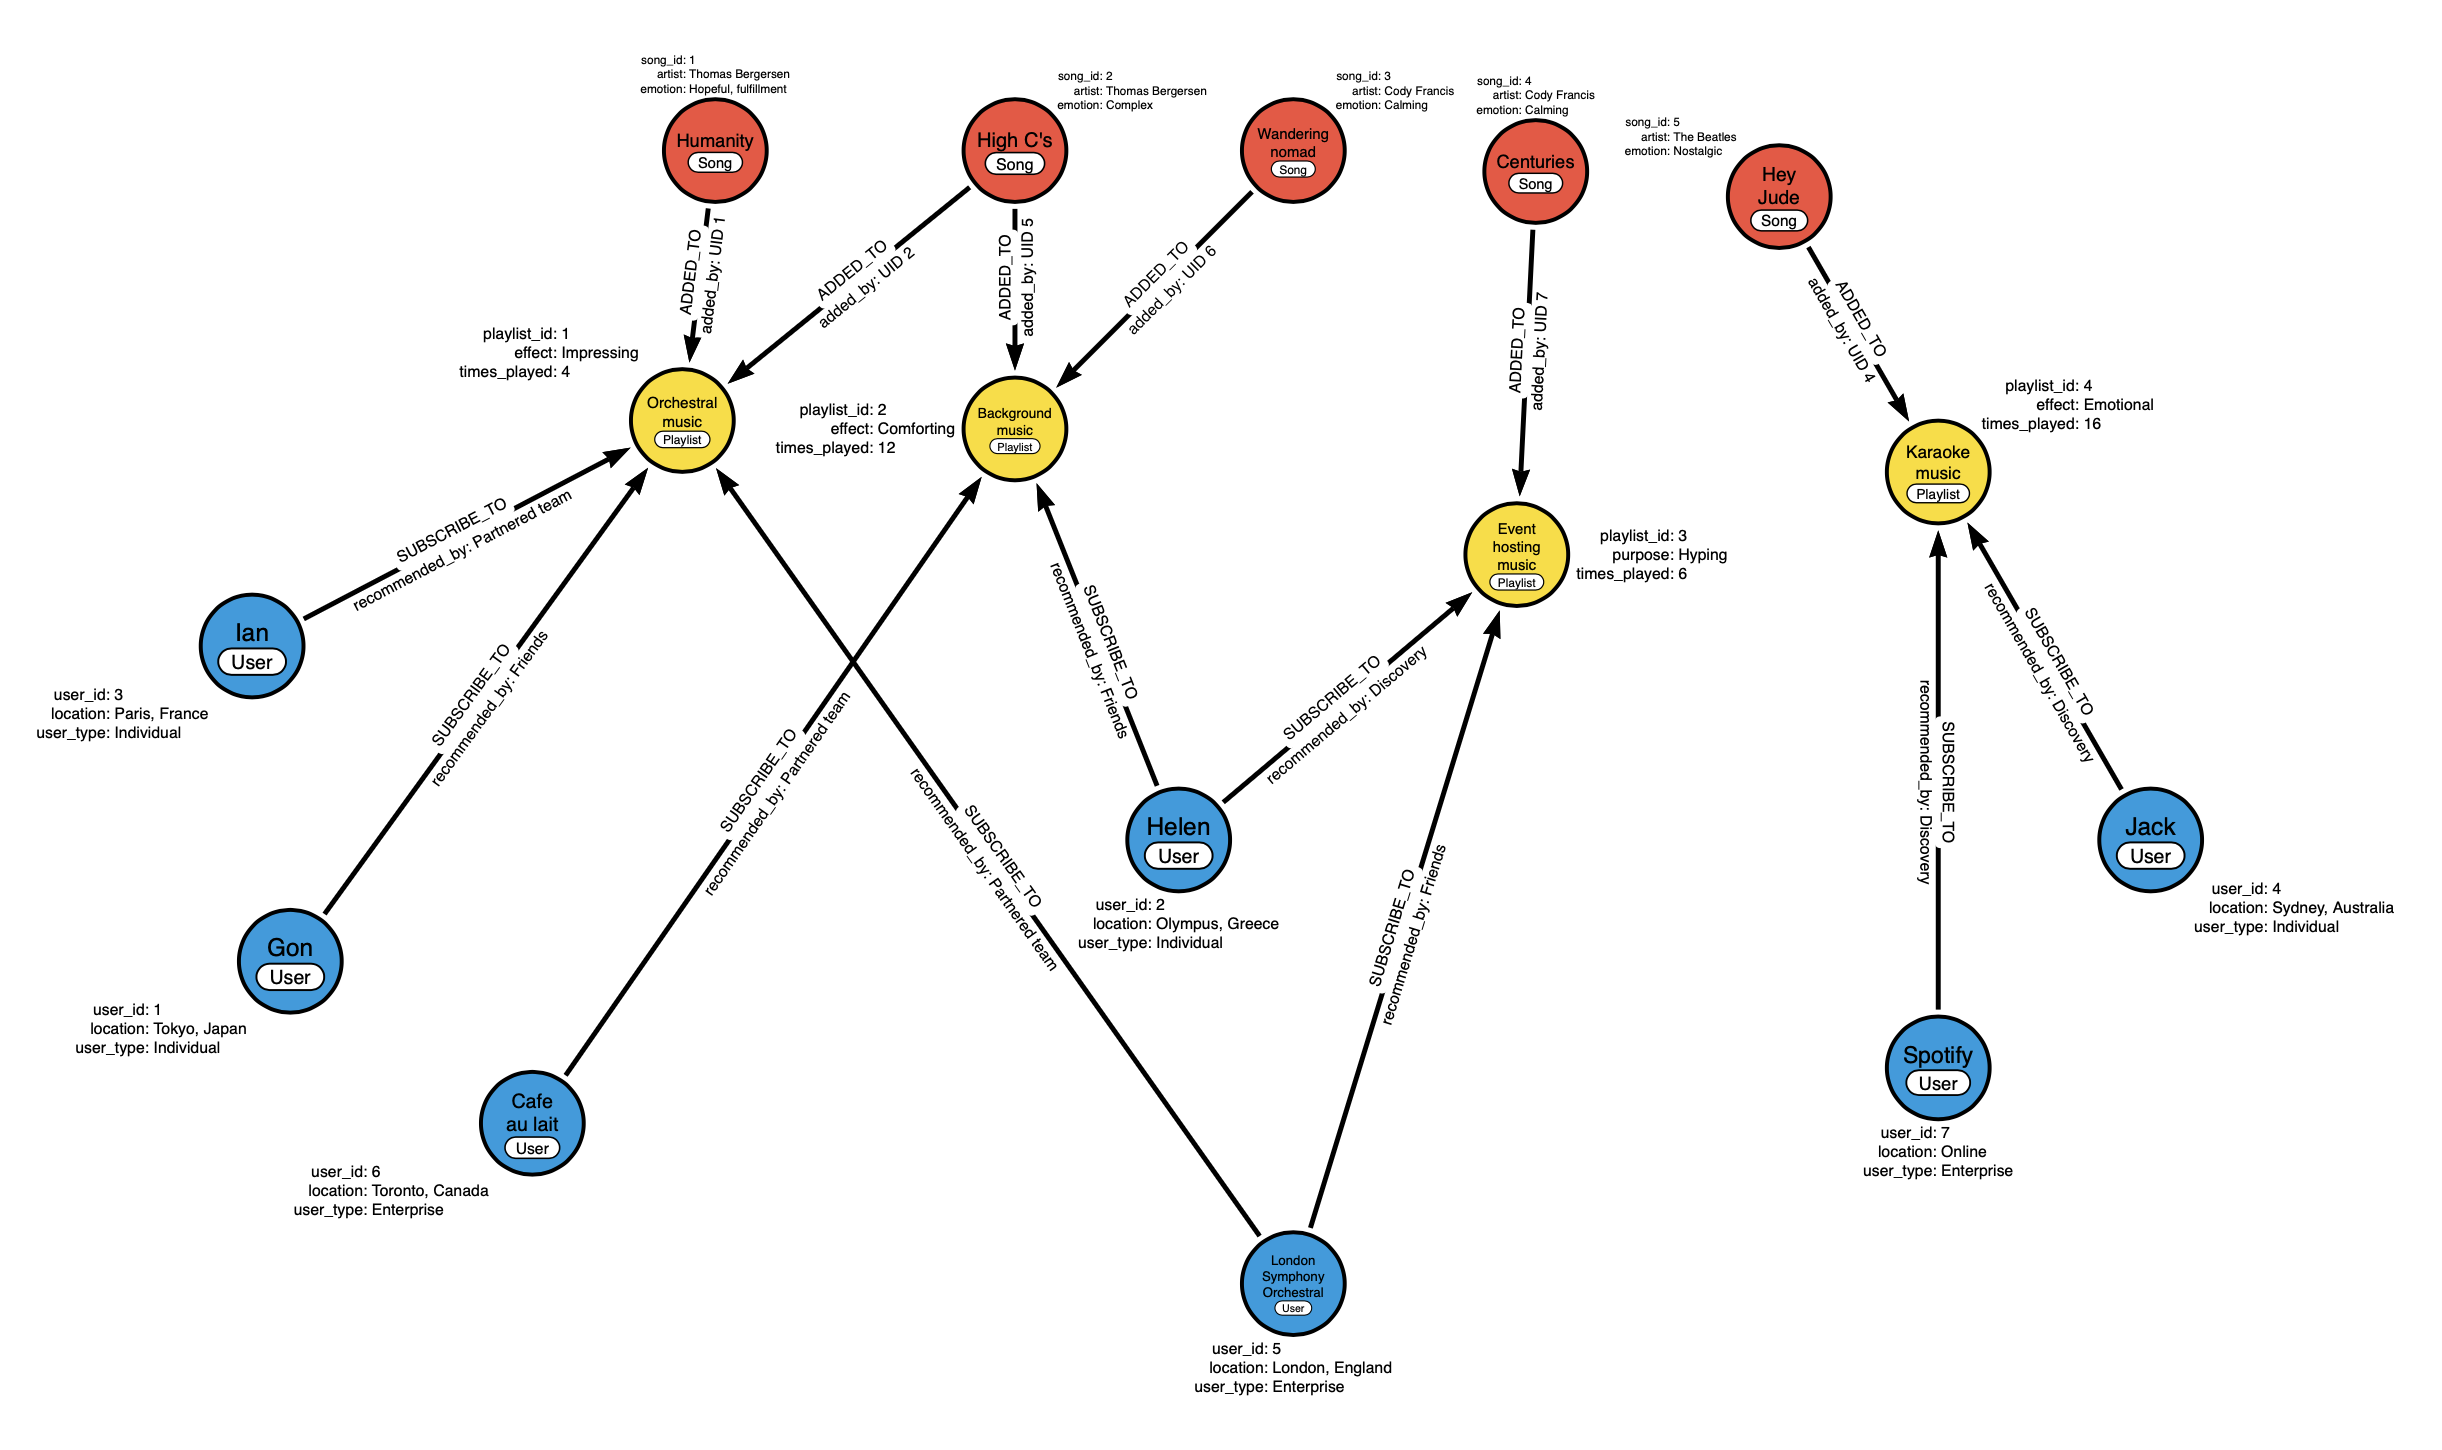 song_id: 1
artist: Thomas Bergersen
emotion: Hopeful, fulfillment
song_id: 2
artist: Thomas Bergersen
emotion: Complex
song_id: 3
artist: Cody Francis
emotion: Calming
song_id: 4
artist: Cody Francis
emotion: Calming
song_id: 5
artist: The Beatles
emotion: Nostalgic
Humanity
Song
High C's
Song
Wandering
nomad
Song
Centuries
Song
Hey
Jude
Song
ADDED_TO
added_by: UID 1
ADDED_TO
added_by: UID 2
ADDED_TO
added_by: UID 5
ADDED_TO
added_by: UID 6
ADDED_TO
added_by: UID 7
ADDED_TO
added_by: UID 4
playlist_id: 1
effect: Impressing
times_played: 4
Orchestral
music
Playlist
playlist_id: 2
effect: Comforting
times_played: 12
Background
music
Playlist
Event
hosting
music
Playlist
playlist_id: 3
purpose: Hyping
times_played: 6
playlist_id: 4
effect: Emotional
times_played: 16
Karaoke
music
Playlist
SUBSCRIBE_TO
recommended_by: Partnered team
SUBSCRIBE_TO
recommended_by: Friends
SUBSCRIBE_TO
recommended_by: Partnered team
SUBSCRIBE_TO
recommended_by: Partnered team
SUBSCRIBE_TO
recommended_by: Friends
SUBSCRIBE_TO
recommended_by: Discovery
SUBSCRIBE_TO
recommended_by: Friends
SUBSCRIBE_TO
recommended_by: Discovery
SUBSCRIBE_TO
recommended_by: Discovery
Ian
User
user_id: 3
location: Paris, France
user_type: Individual
Gon
User
user_id: 1
location: Tokyo, Japan
user_type: Individual
Cafe
au lait
User
user_id: 6
location: Toronto, Canada
user_type: Enterprise
Helen
User
user_id: 2
location: Olympus, Greece
user_type: Individual
London
Symphony
Orchestral
User
user_id: 5
location: London, England
user_type: Enterprise
Jack
User
user_id: 4
location: Sydney, Australia
user_type: Individual
Spotify
User
user_id: 7
location: Online
user_type: Enterprise